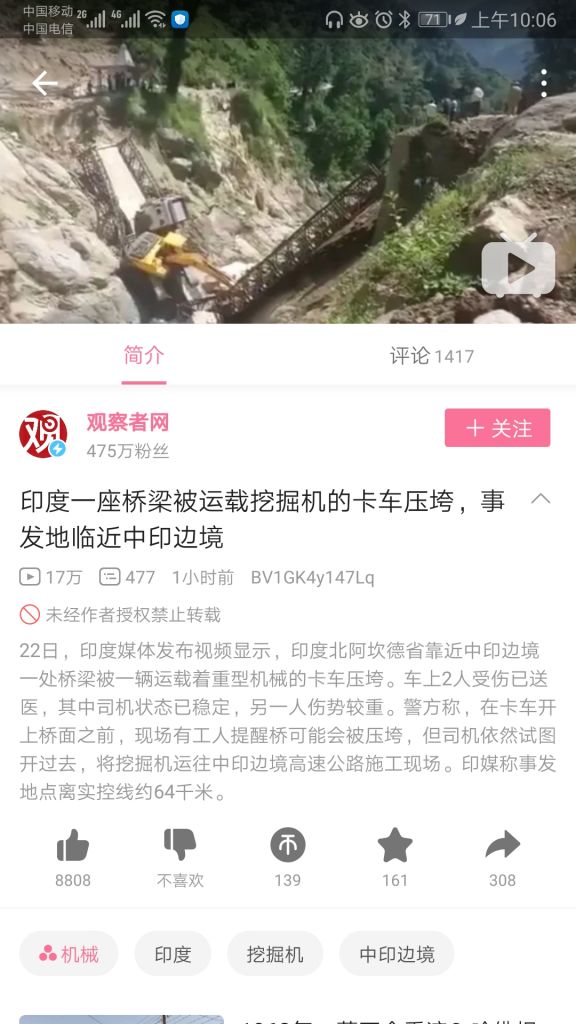 中国移动 2G 4G 71 上午10:06
中国电信
简介 评论 1417
观 观察者网 + 关注
475万粉丝
印度一座桥梁被运载挖掘机的卡车压垮，事
发地临近中印边境
17万 477 1小时前 BV1GK4y147Lq
未经作者授权禁止转载
22日，印度媒体发布视频显示，印度北阿坎德省靠近中印边境
一处桥梁被一辆运载着重型机械的卡车压垮。车上2人受伤已送
医，其中司机状态已稳定，另一人伤势较重。警方称，在卡车开
上桥面之前，现场有工人提醒桥可能会被压垮，但司机依然试图
开过去，将挖掘机运往中印边境高速公路施工现场。印媒称事发
地点离实控线约64千米。
8808 不喜欢 139 161 308
机械 印度 挖掘机 中印边境